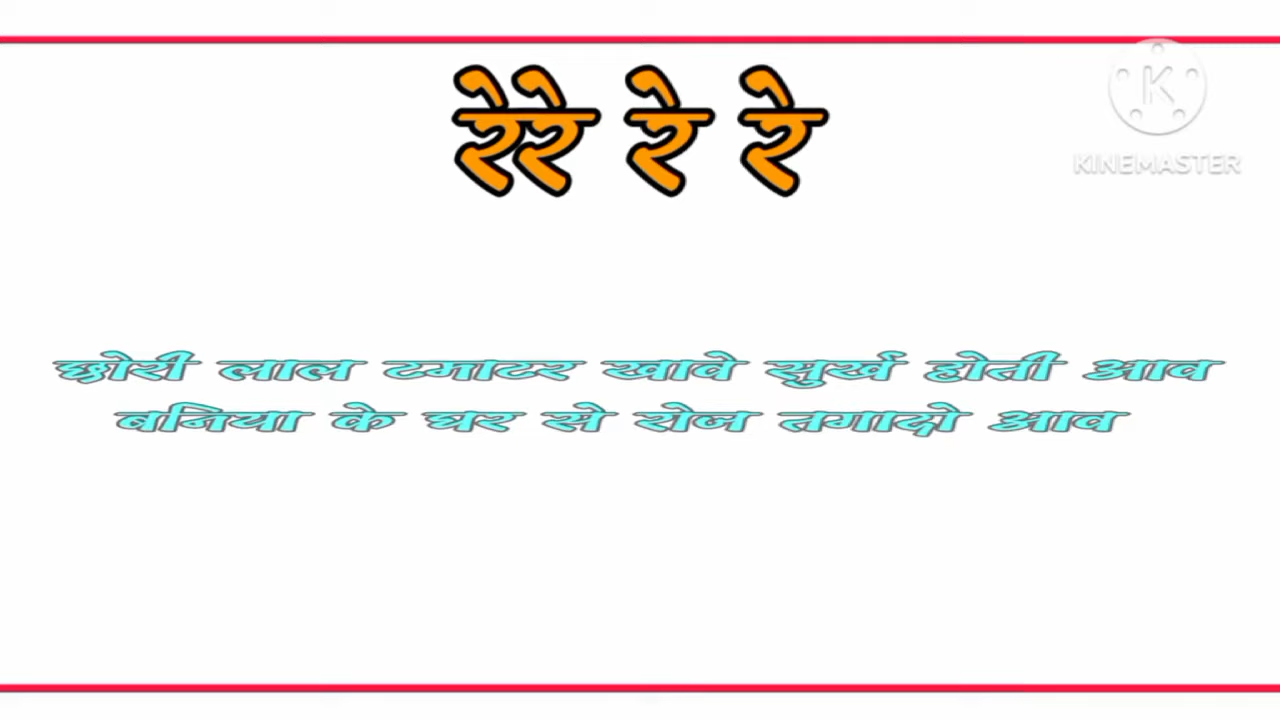 रेरे रे रे
KINEMASTER
छोरी लाल टमाटर खावे सुर्ख होती आव
बनिया के घर से रोज तगादो आव